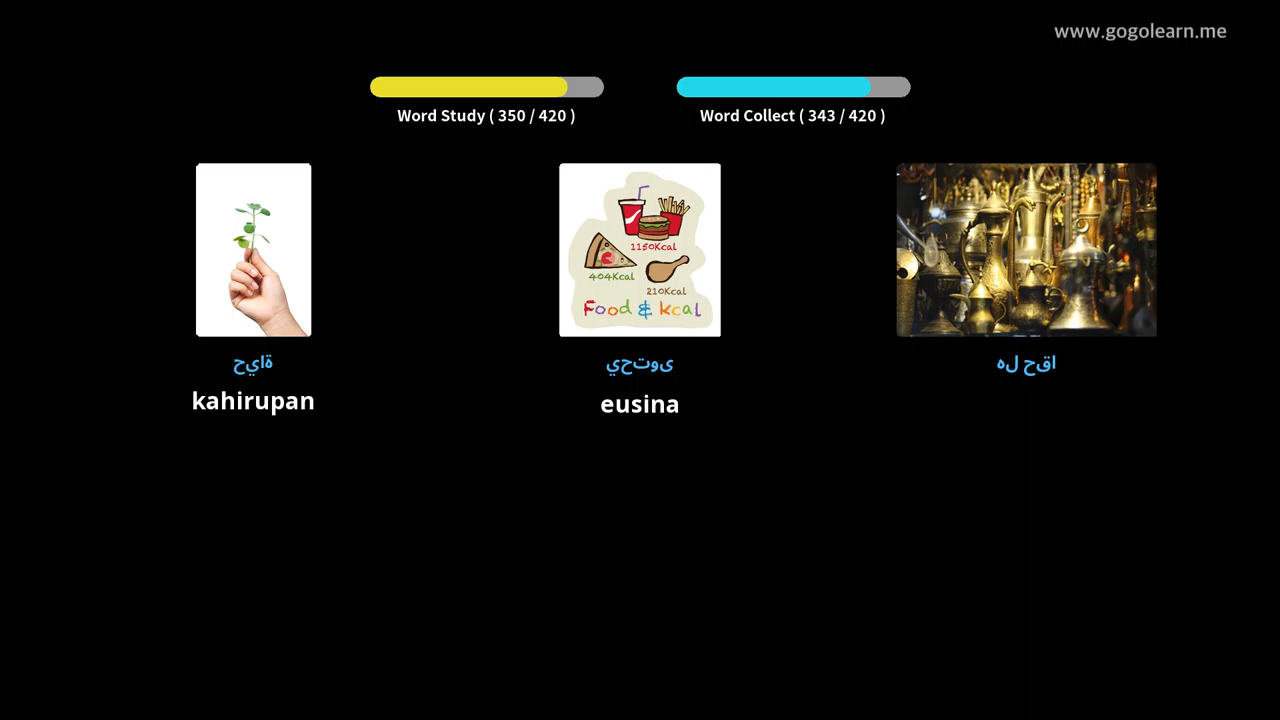 www.gogolearn.me
Word Study ( 350 / 420 )
Word Collect ( 343 / 420 )
1150Kcal
404Kcal
210Kcal
Food & kcal
ةايح
kahirupan
ىوتحي
eusina
اقح له